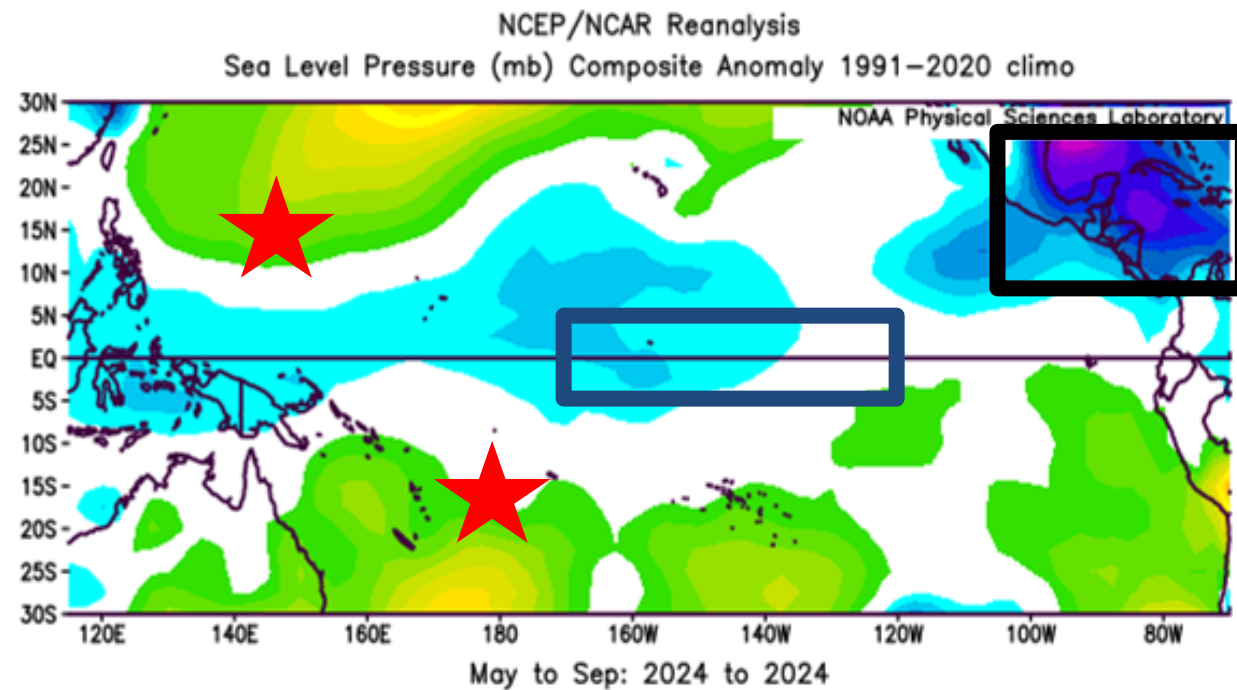 NCEP/NCAR Reanalysis
Sea Level Pressure (mb) Composite Anomaly 1991−2020 climo
NOAA Physical Sciences Laboratory
30N
25N
20N
15N
10N
5N
EQ
5S
10S
15S
20S
25S
30S
120E 140E 160E 180 160W 140W 120W 100W 80W
May to Sep: 2024 to 2024